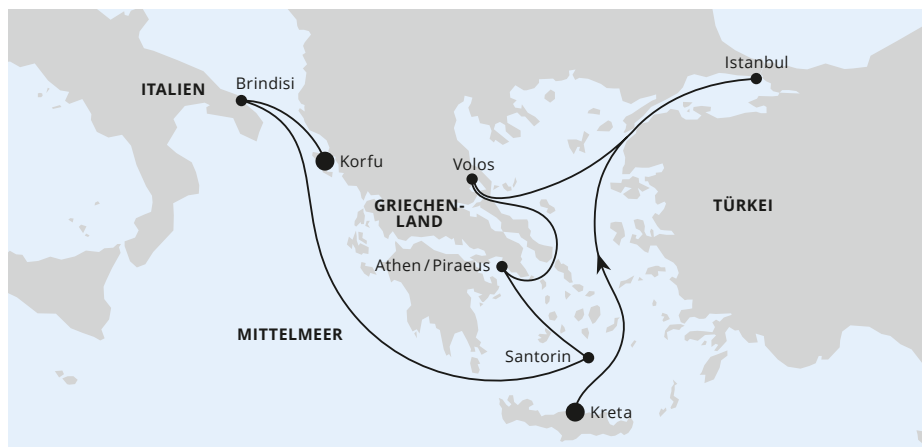 Istanbul
Brindisi
ITALIEN
Korfu
Volos
GRIECHEN-
LAND
TÜRKEI
Athen/Piraeus
MITTELMEER
Santorin
Kreta